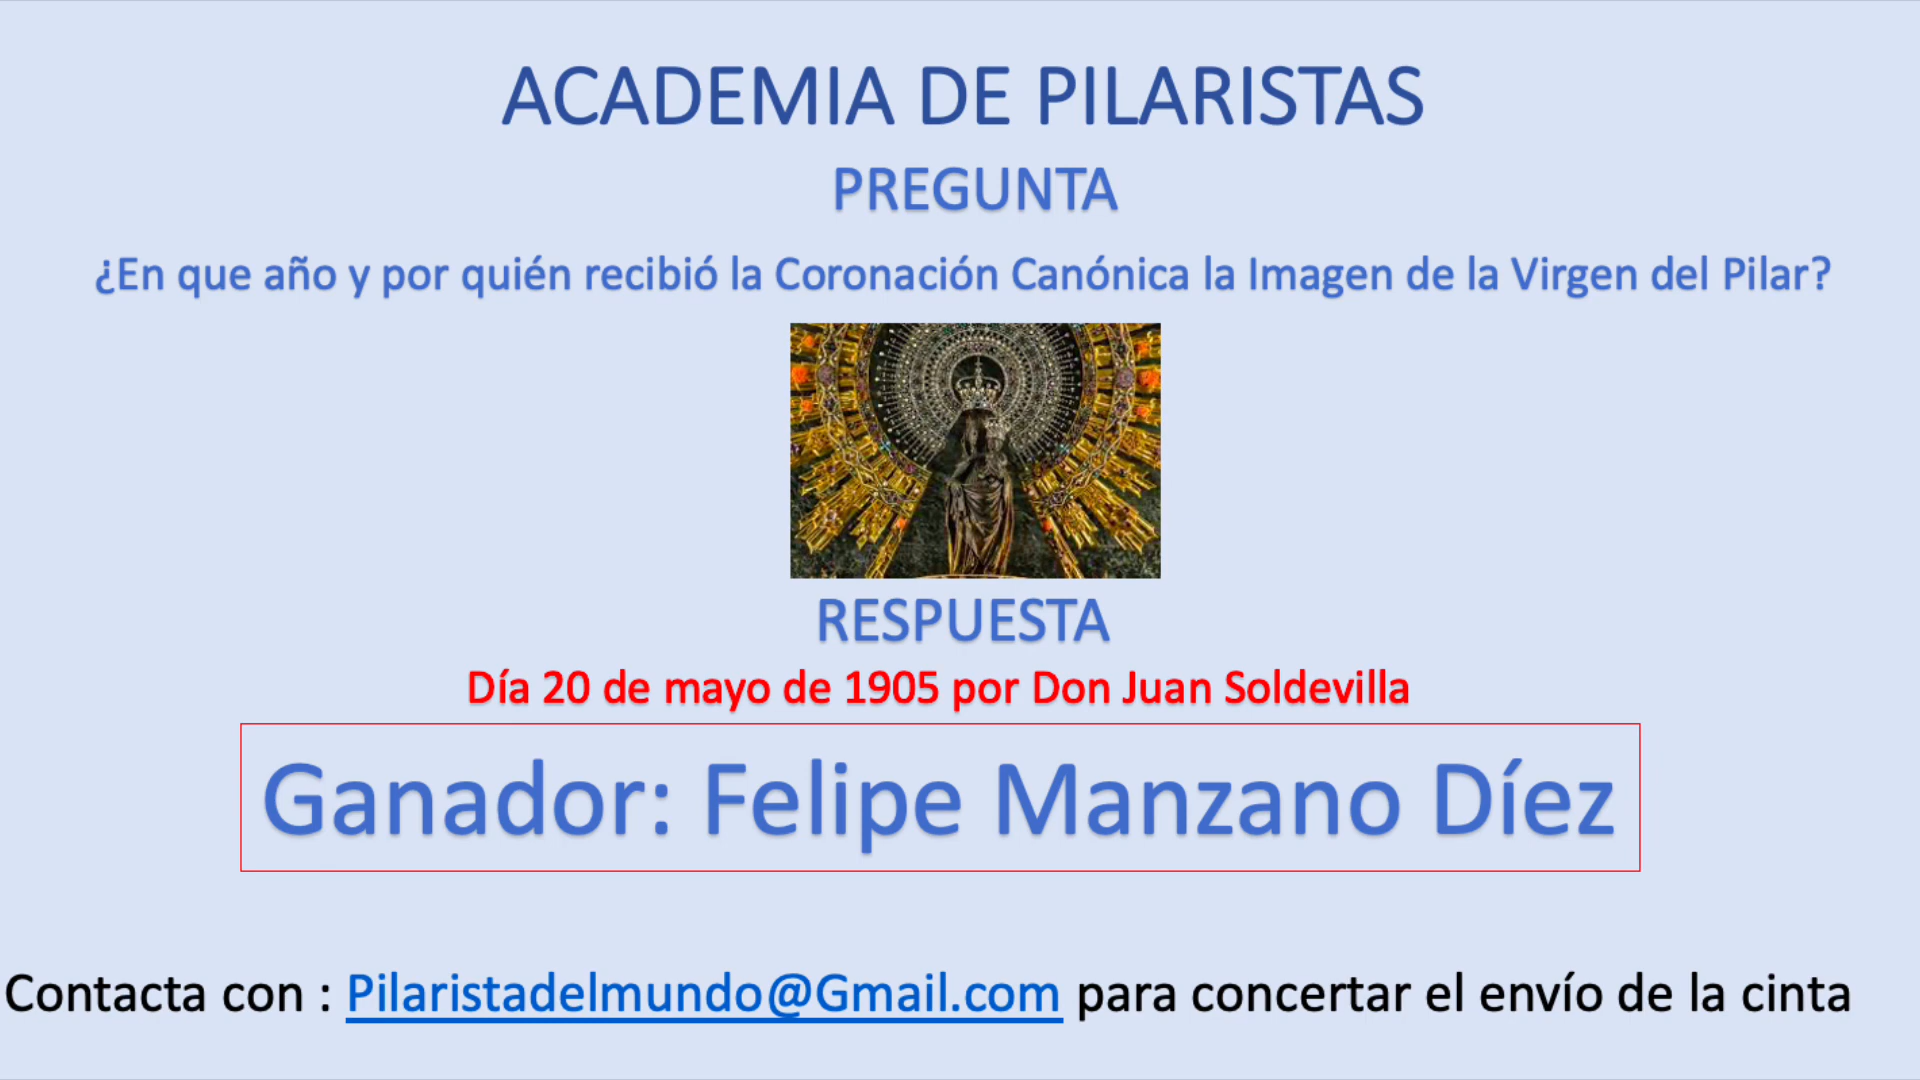 ACADEMIA DE PILARISTAS
PREGUNTA
¿En que año y por quién recibió la Coronación Canónica la Imagen de la Virgen del Pilar?
RESPUESTA
Día 20 de mayo de 1905 por Don Juan Soldevilla
Ganador: Felipe Manzano Díez
Contacta con : Pilaristadelmundo@Gmail.com para concertar el envío de la cinta